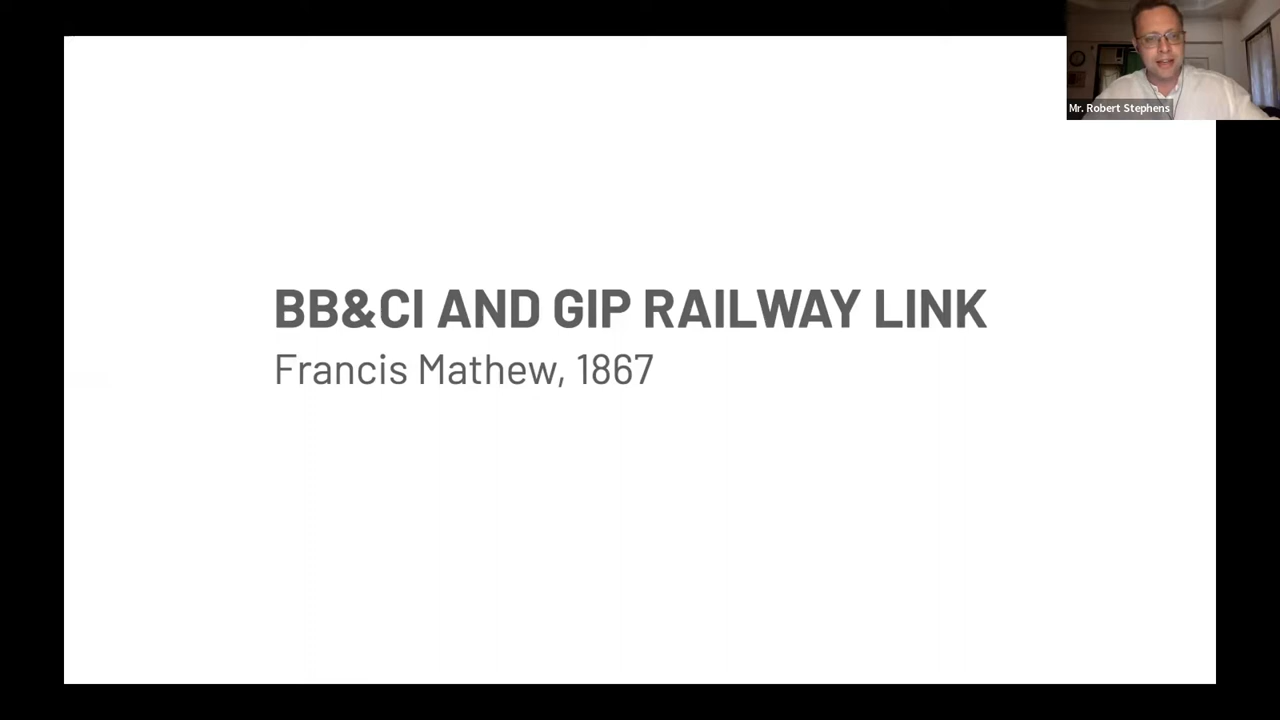 Mr. Robert Stephens
BB&CI AND GIP RAILWAY LINK
Francis Mathew, 1867